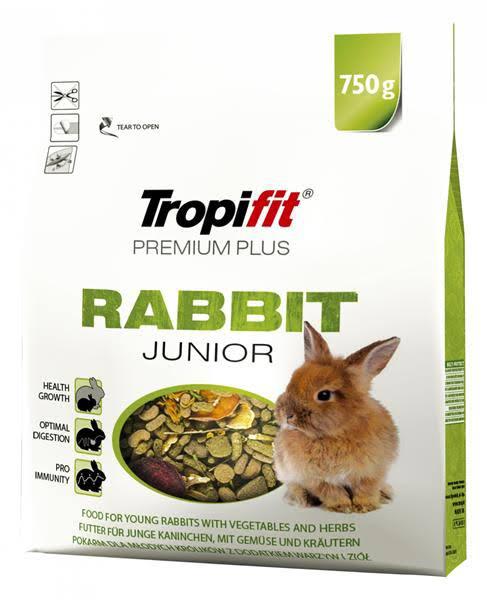 750g
TEAR TO OPEN
Tropifit®
PREMIUM PLUS
RABBIT
JUNIOR
HEALTH
GROWTH
OPTIMAL
DIGESTION
PRO
IMMUNITY
FOOD FOR YOUNG RABBITS WITH VEGETABLES AND HERBS
FUTTER FÜR JUNGE KANINCHEN, MIT GEMÜSE UND KRÄUTERN
POKARM DLA MŁODYCH KRÓLIKÓW Z DODATKIEM WARZYW I ZIÓŁ